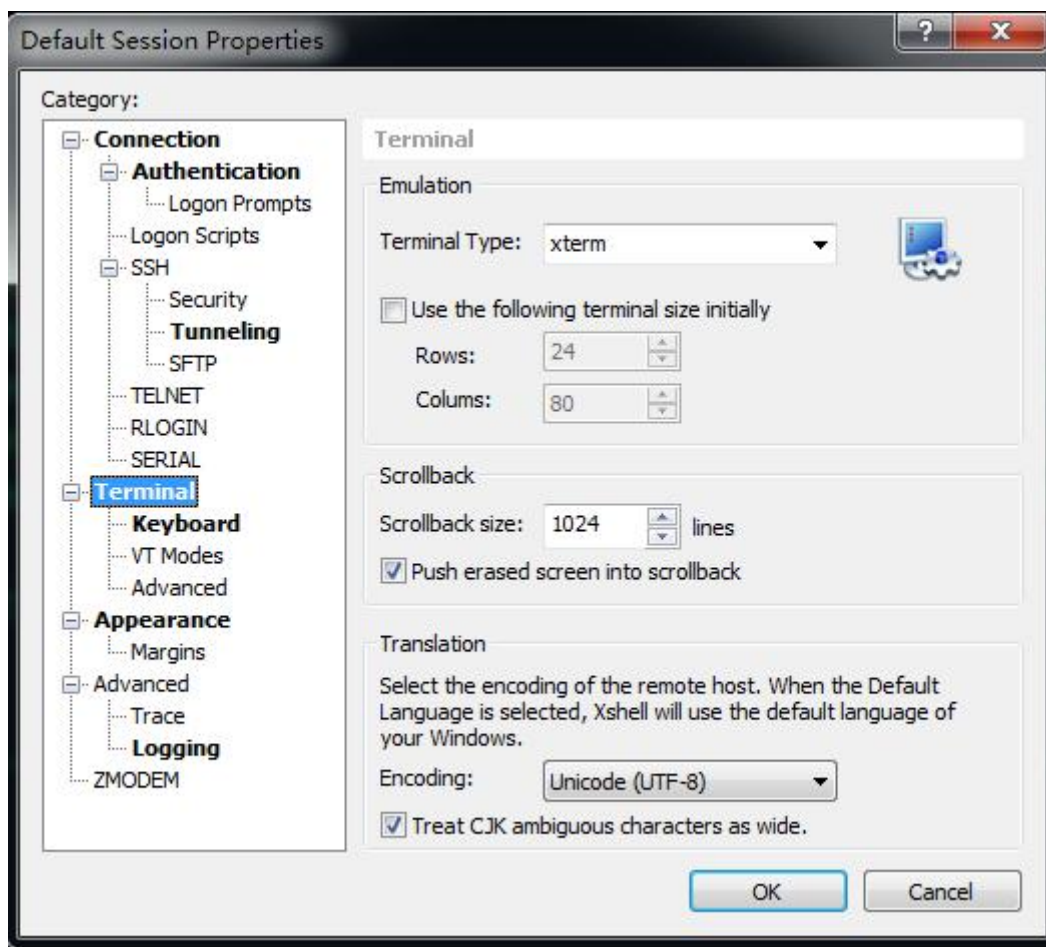 Default Session Properties
?
Category:
Connection
Authentication
Logon Prompts
Logon Scripts
SSH
Security
Tunneling
SFTP
TELNET
RLOGIN
SERIAL
Terminal
Keyboard
VT Modes
Advanced
Appearance
Margins
Advanced
Trace
Logging
ZMODEM
Terminal
Emulation
Terminal Type: xterm
Use the following terminal size initially
Rows: 24
Colums: 80
Scrollback
Scrollback size: 1024 lines
Push erased screen into scrollback
Translation
Select the encoding of the remote host. When the Default
Language is selected, Xshell will use the default language of
your Windows.
Encoding: Unicode (UTF-8)
Treat CJK ambiguous characters as wide.
OK Cancel